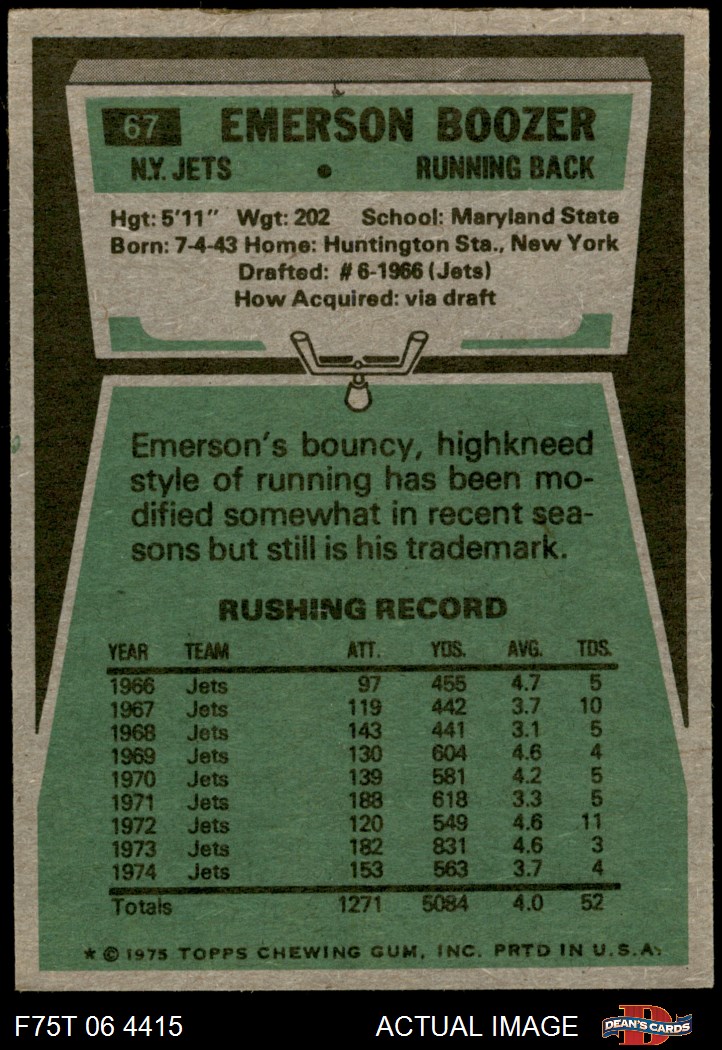 67 EMERSON BOOZER
N.Y. JETS • RUNNING BACK
Hgt: 5'11" Wgt: 202 School: Maryland State
Born: 7-4-43 Home: Huntington Sta., New York
Drafted: #6-1966 (Jets)
How Acquired: via draft
Emerson's bouncy, highkneed
style of running has been mo-
dified somewhat in recent sea-
sons but still is his trademark.
RUSHING RECORD
YEAR TEAM ATT. YDS. AVG. TDS.
1966 Jets 97 455 4.7 5
1967 Jets 119 442 3.7 10
1968 Jets 143 441 3.1 5
1969 Jets 130 604 4.6 4
1970 Jets 139 581 4.2 5
1971 Jets 188 618 3.3 5
1972 Jets 120 549 4.6 11
1973 Jets 182 831 4.6 3
1974 Jets 153 563 3.7 4
Totals 1271 5084 4.0 52
* © 1975 TOPPS CHEWING GUM, INC. PRTD IN U.S.A.
F75T 06 4415 ACTUAL IMAGE D DEAN'S CARDS